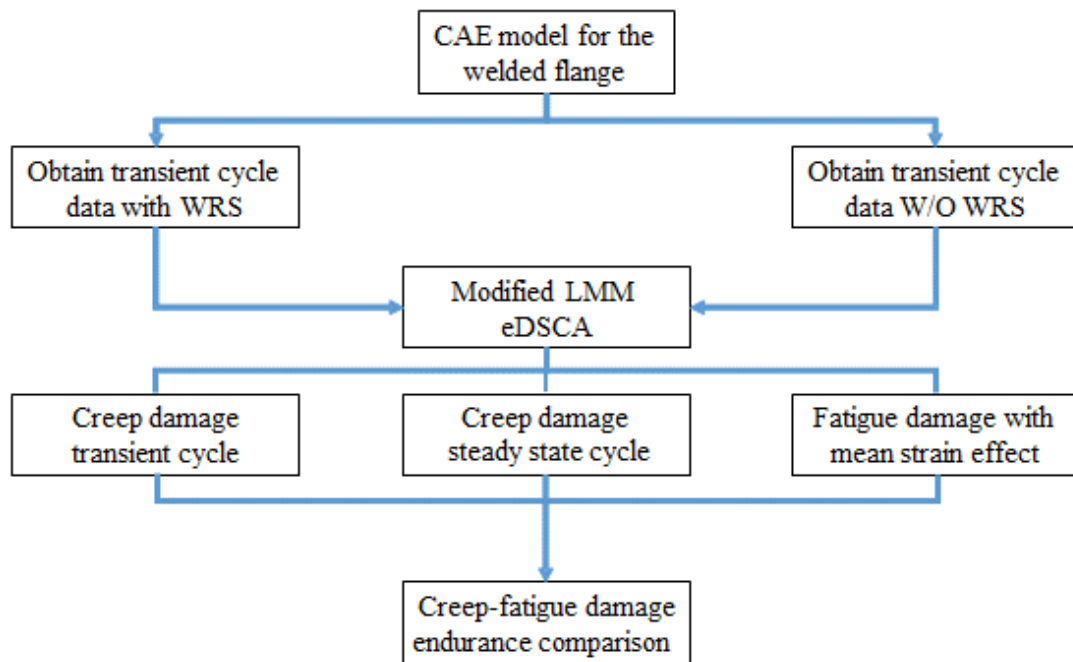 CAE model for the
welded flange
Obtain transient cycle
data with WRS
Obtain transient cycle
data W/O WRS
Modified LMM
eDSCA
Creep damage
transient cycle
Creep damage
steady state cycle
Fatigue damage with
mean strain effect
Creep-fatigue damage
endurance comparison